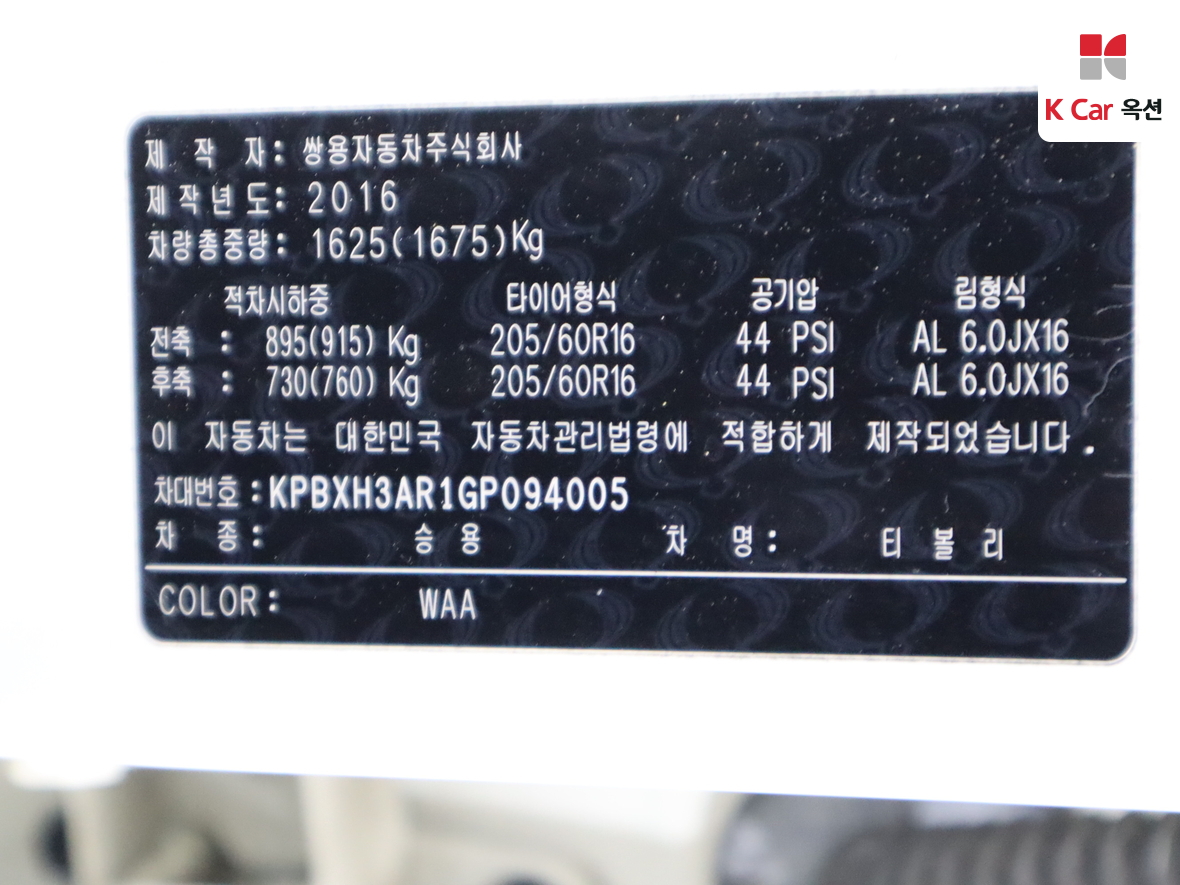 K Car 옥션
제 작 자: 쌍용자동차주식회사
제작년도: 2016
차량총중량: 1625(1675)Kg
적차시하중 타이어형식 공기압 림형식
전축 : 895(915) Kg 205/60R16 44 PSI AL 6.0JX16
후축 : 730(760) Kg 205/60R16 44 PSI AL 6.0JX16
이 자동차는 대한민국 자동차관리법령에 적합하게 제작되었습니다.
차대번호:KPBXH3AR1GP094005
차 종: 승 용 차 명: 티 볼 리
COLOR: WAA